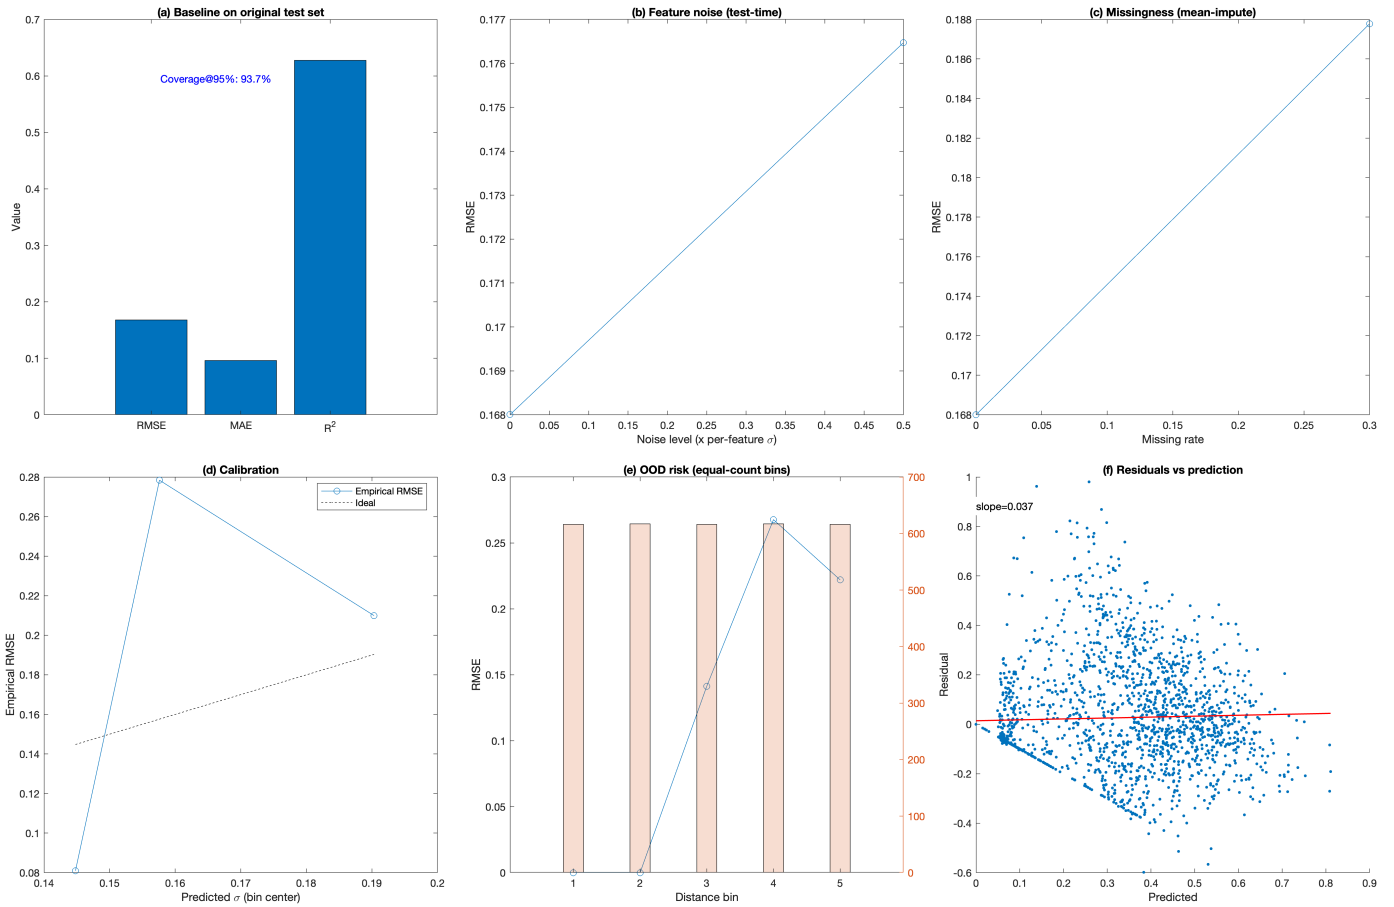 (a) Baseline on original test set
0.7
0.6
0.5
0.4
0.3
0.2
0.1
0
Value
Coverage@95%: 93.7%
RMSE MAE R²
(b) Feature noise (test-time)
0.177
0.176
0.175
0.174
0.173
0.172
0.171
0.17
0.169
0.168
RMSE
0 0.05 0.1 0.15 0.2 0.25 0.3 0.35 0.4 0.45 0.5
Noise level (x per-feature σ)
(c) Missingness (mean-impute)
0.188
0.186
0.184
0.182
0.18
0.178
0.176
0.174
0.172
0.17
0.168
RMSE
0 0.05 0.1 0.15 0.2 0.25 0.3
Missing rate
(d) Calibration
0.28
0.26
0.24
0.22
0.2
0.18
0.16
0.14
0.12
0.1
0.08
Empirical RMSE
Empirical RMSE
Ideal
0.14 0.15 0.16 0.17 0.18 0.19 0.2
Predicted σ (bin center)
(e) OOD risk (equal-count bins)
0.3
0.25
0.2
0.15
0.1
0.05
0
RMSE
700
600
500
400
300
200
100
0
1 2 3 4 5
Distance bin
(f) Residuals vs prediction
1
0.8
0.6
0.4
0.2
0
-0.2
-0.4
-0.6
Residual
slope=0.037
0 0.1 0.2 0.3 0.4 0.5 0.6 0.7 0.8 0.9
Predicted